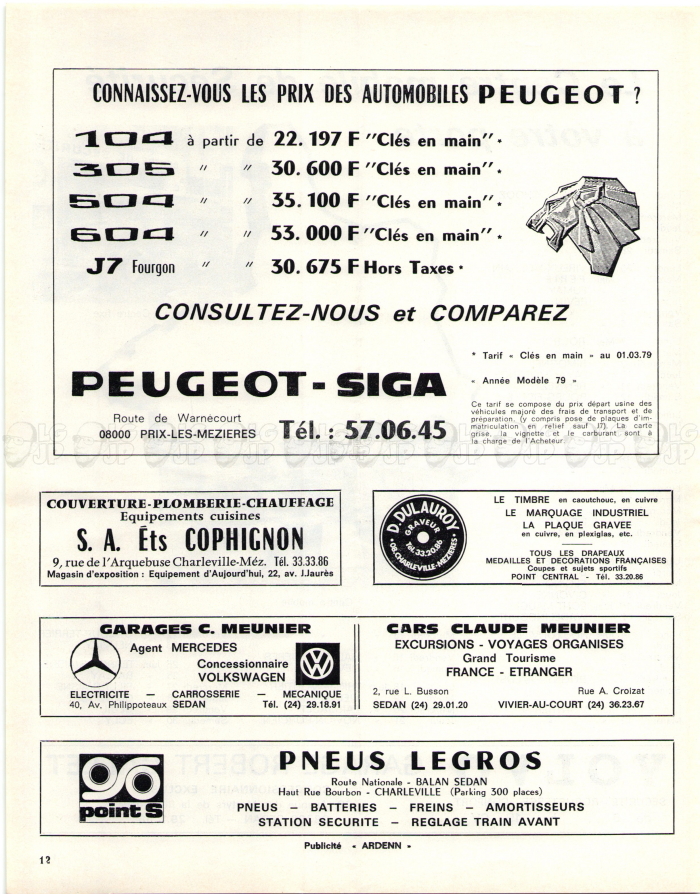 CONNAISSEZ-VOUS LES PRIX DES AUTOMOBILES PEUGEOT ?
104 à partir de 22. 197 F "Clés en main" *
305 " " 30. 600 F "Clés en main" *
504 " " 35. 100 F "Clés en main" *
604 " " 53. 000 F "Clés en main" *
J7 Fourgon " " 30. 675 F Hors Taxes *
CONSULTEZ-NOUS et COMPAREZ
PEUGEOT - SIGA
Route de Warnécourt
08000 PRIX-LES-MEZIERES
Tél. : 57.06.45
* Tarif « Clés en main » au 01.03.79
« Année Modèle 79 »
Ce tarif se compose du prix départ usine des
véhicules majoré des frais de transport et de
préparation. (y compris pose de plaques d'im-
matriculation en relief sauf J7). La carte
grise, la vignette et le carburant sont à
la charge de l'Acheteur.
COUVERTURE-PLOMBERIE-CHAUFFAGE
Equipements cuisines
S. A. Éts COPHIGNON
9, rue de l'Arquebuse Charleville-Méz. Tél. 33.33.86
Magasin d'exposition : Equipement d'Aujourd'hui, 22, av. J.Jaurès
D. DULAUROY
GRAVEUR
Tél. 33.20.86
08.CHARLEVILLE-MEZIERES
LE TIMBRE en caoutchouc, en cuivre
LE MARQUAGE INDUSTRIEL
LA PLAQUE GRAVEE
en cuivre, en plexiglas, etc.
TOUS LES DRAPEAUX
MEDAILLES ET DECORATIONS FRANÇAISES
Coupes et sujets sportifs
POINT CENTRAL - Tél. 33.20.86
GARAGES C. MEUNIER
Agent MERCEDES
Concessionnaire
VOLKSWAGEN
ELECTRICITE — CARROSSERIE — MECANIQUE
40, Av. Philippoteaux SEDAN Tél. (24) 29.18.91
CARS CLAUDE MEUNIER
EXCURSIONS - VOYAGES ORGANISES
Grand Tourisme
FRANCE - ETRANGER
2, rue L. Busson Rue A. Croizat
SEDAN (24) 29.01.20 VIVIER-AU-COURT (24) 36.23.67
point S
PNEUS LEGROS
Route Nationale - BALAN SEDAN
Haut Rue Bourbon - CHARLEVILLE (Parking 300 places)
PNEUS — BATTERIES — FREINS — AMORTISSEURS
STATION SECURITE — REGLAGE TRAIN AVANT
Publicité « ARDENN »
12